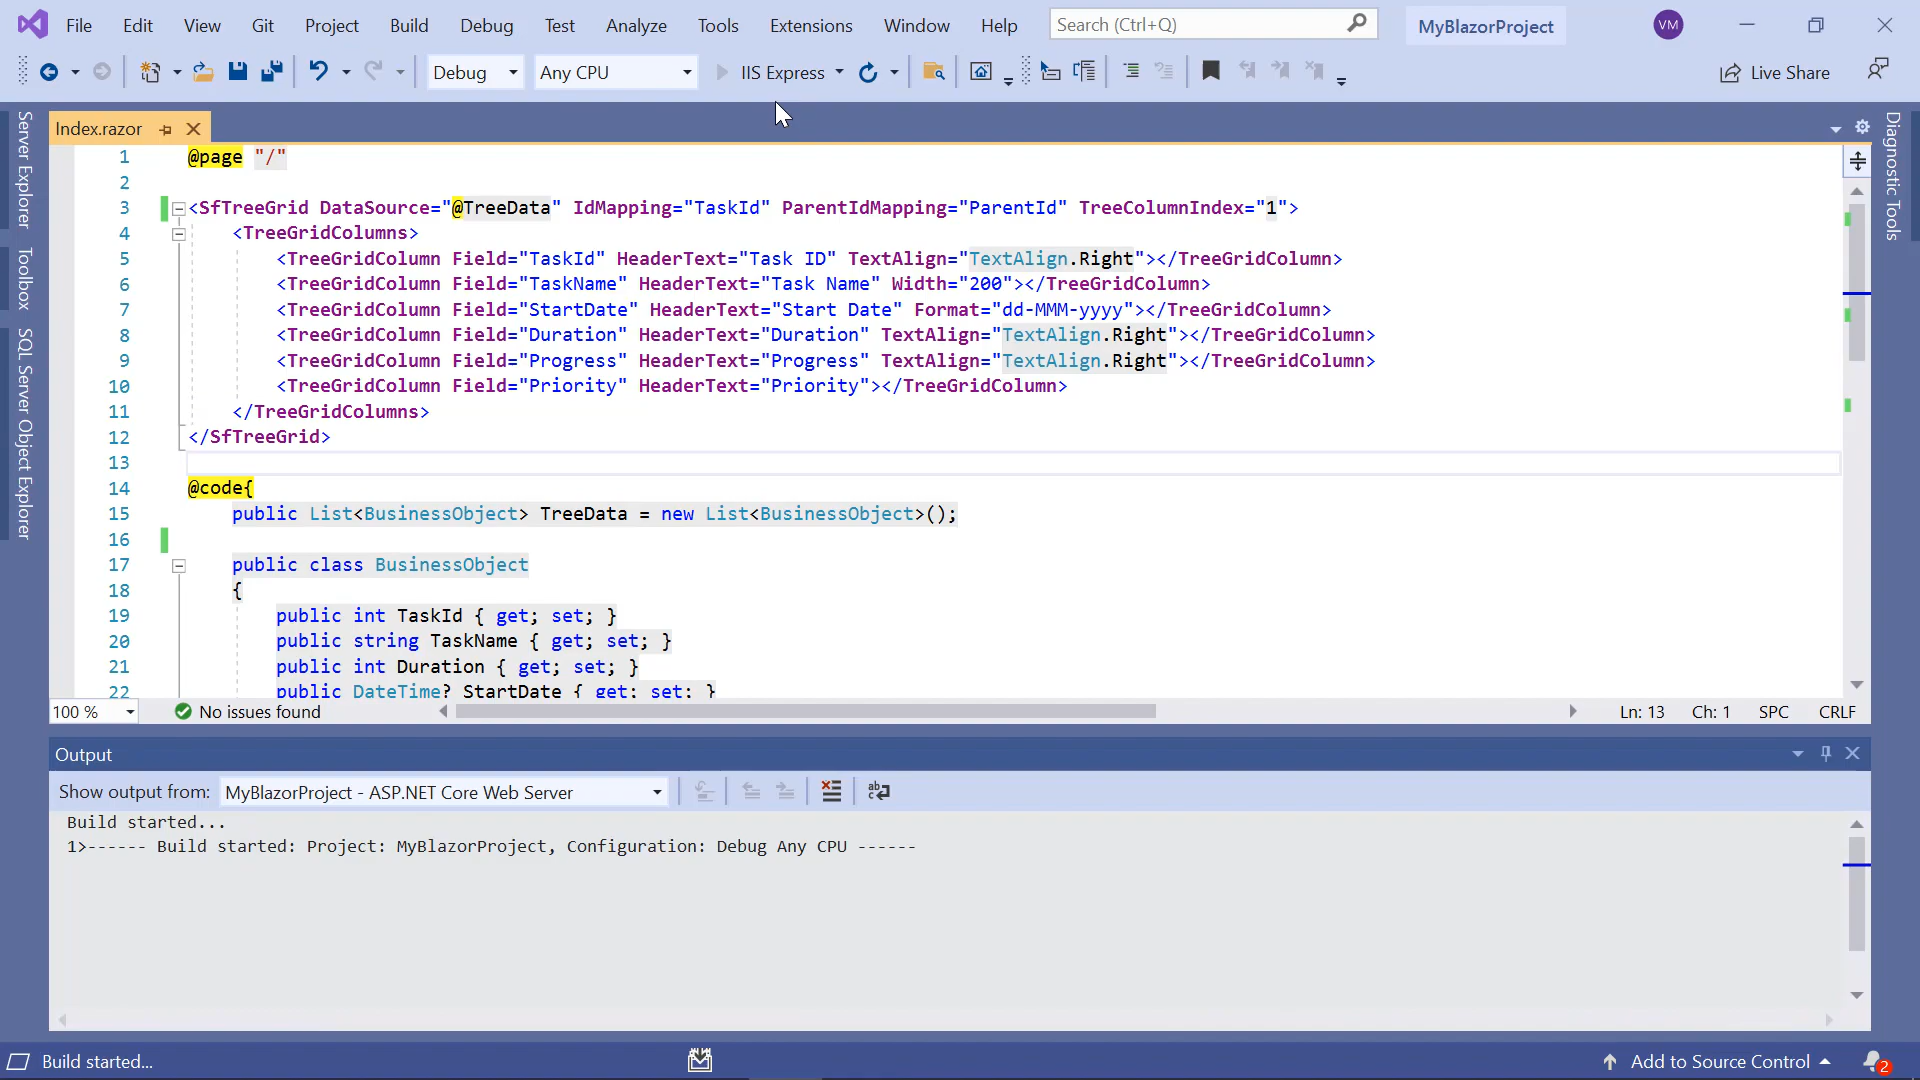 File Edit View Git Project Build Debug Test Analyze Tools Extensions Window Help Search (Ctrl+Q) MyBlazorProject VM
Debug Any CPU IIS Express Live Share
Server Explorer
Toolbox
SQL Server Object Explorer
Diagnostic Tools
Index.razor
1 @page "/"
2
3 <SfTreeGrid DataSource="@TreeData" IdMapping="TaskId" ParentIdMapping="ParentId" TreeColumnIndex="1">
4 <TreeGridColumns>
5 <TreeGridColumn Field="TaskId" HeaderText="Task ID" TextAlign="TextAlign.Right"></TreeGridColumn>
6 <TreeGridColumn Field="TaskName" HeaderText="Task Name" Width="200"></TreeGridColumn>
7 <TreeGridColumn Field="StartDate" HeaderText="Start Date" Format="dd-MMM-yyyy"></TreeGridColumn>
8 <TreeGridColumn Field="Duration" HeaderText="Duration" TextAlign="TextAlign.Right"></TreeGridColumn>
9 <TreeGridColumn Field="Progress" HeaderText="Progress" TextAlign="TextAlign.Right"></TreeGridColumn>
10 <TreeGridColumn Field="Priority" HeaderText="Priority"></TreeGridColumn>
11 </TreeGridColumns>
12 </SfTreeGrid>
13
14 @code{
15 public List<BusinessObject> TreeData = new List<BusinessObject>();
16
17 public class BusinessObject
18 {
19 public int TaskId { get; set; }
20 public string TaskName { get; set; }
21 public int Duration { get; set; }
22 public DateTime? StartDate { get; set; }
100 % No issues found Ln: 13 Ch: 1 SPC CRLF
Output
Show output from: MyBlazorProject - ASP.NET Core Web Server
Build started...
1>------ Build started: Project: MyBlazorProject, Configuration: Debug Any CPU ------
Build started... Add to Source Control 2